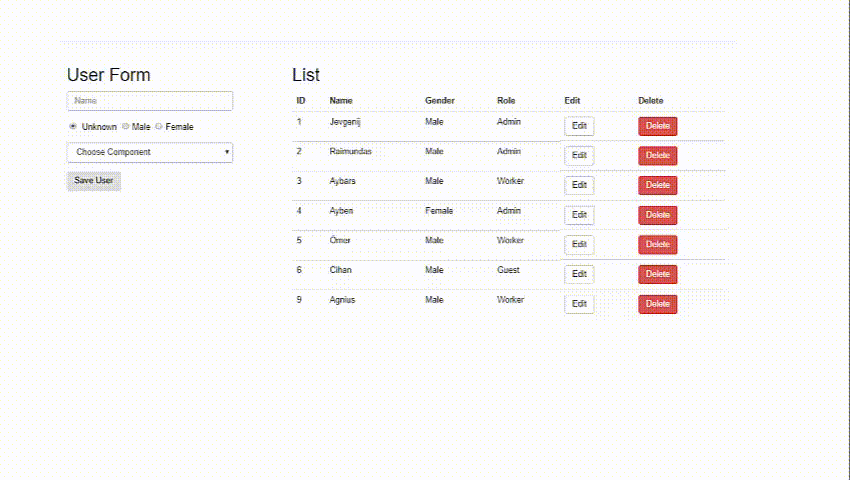 User Form
Name
Unknown Male Female
Choose Component
Save User
List
ID Name Gender Role Edit Delete
1 Jevgenij Male Admin Edit Delete
2 Raimundas Male Admin Edit Delete
3 Aybars Male Worker Edit Delete
4 Ayben Female Admin Edit Delete
5 Ömer Male Worker Edit Delete
6 Cihan Male Guest Edit Delete
9 Agnius Male Worker Edit Delete